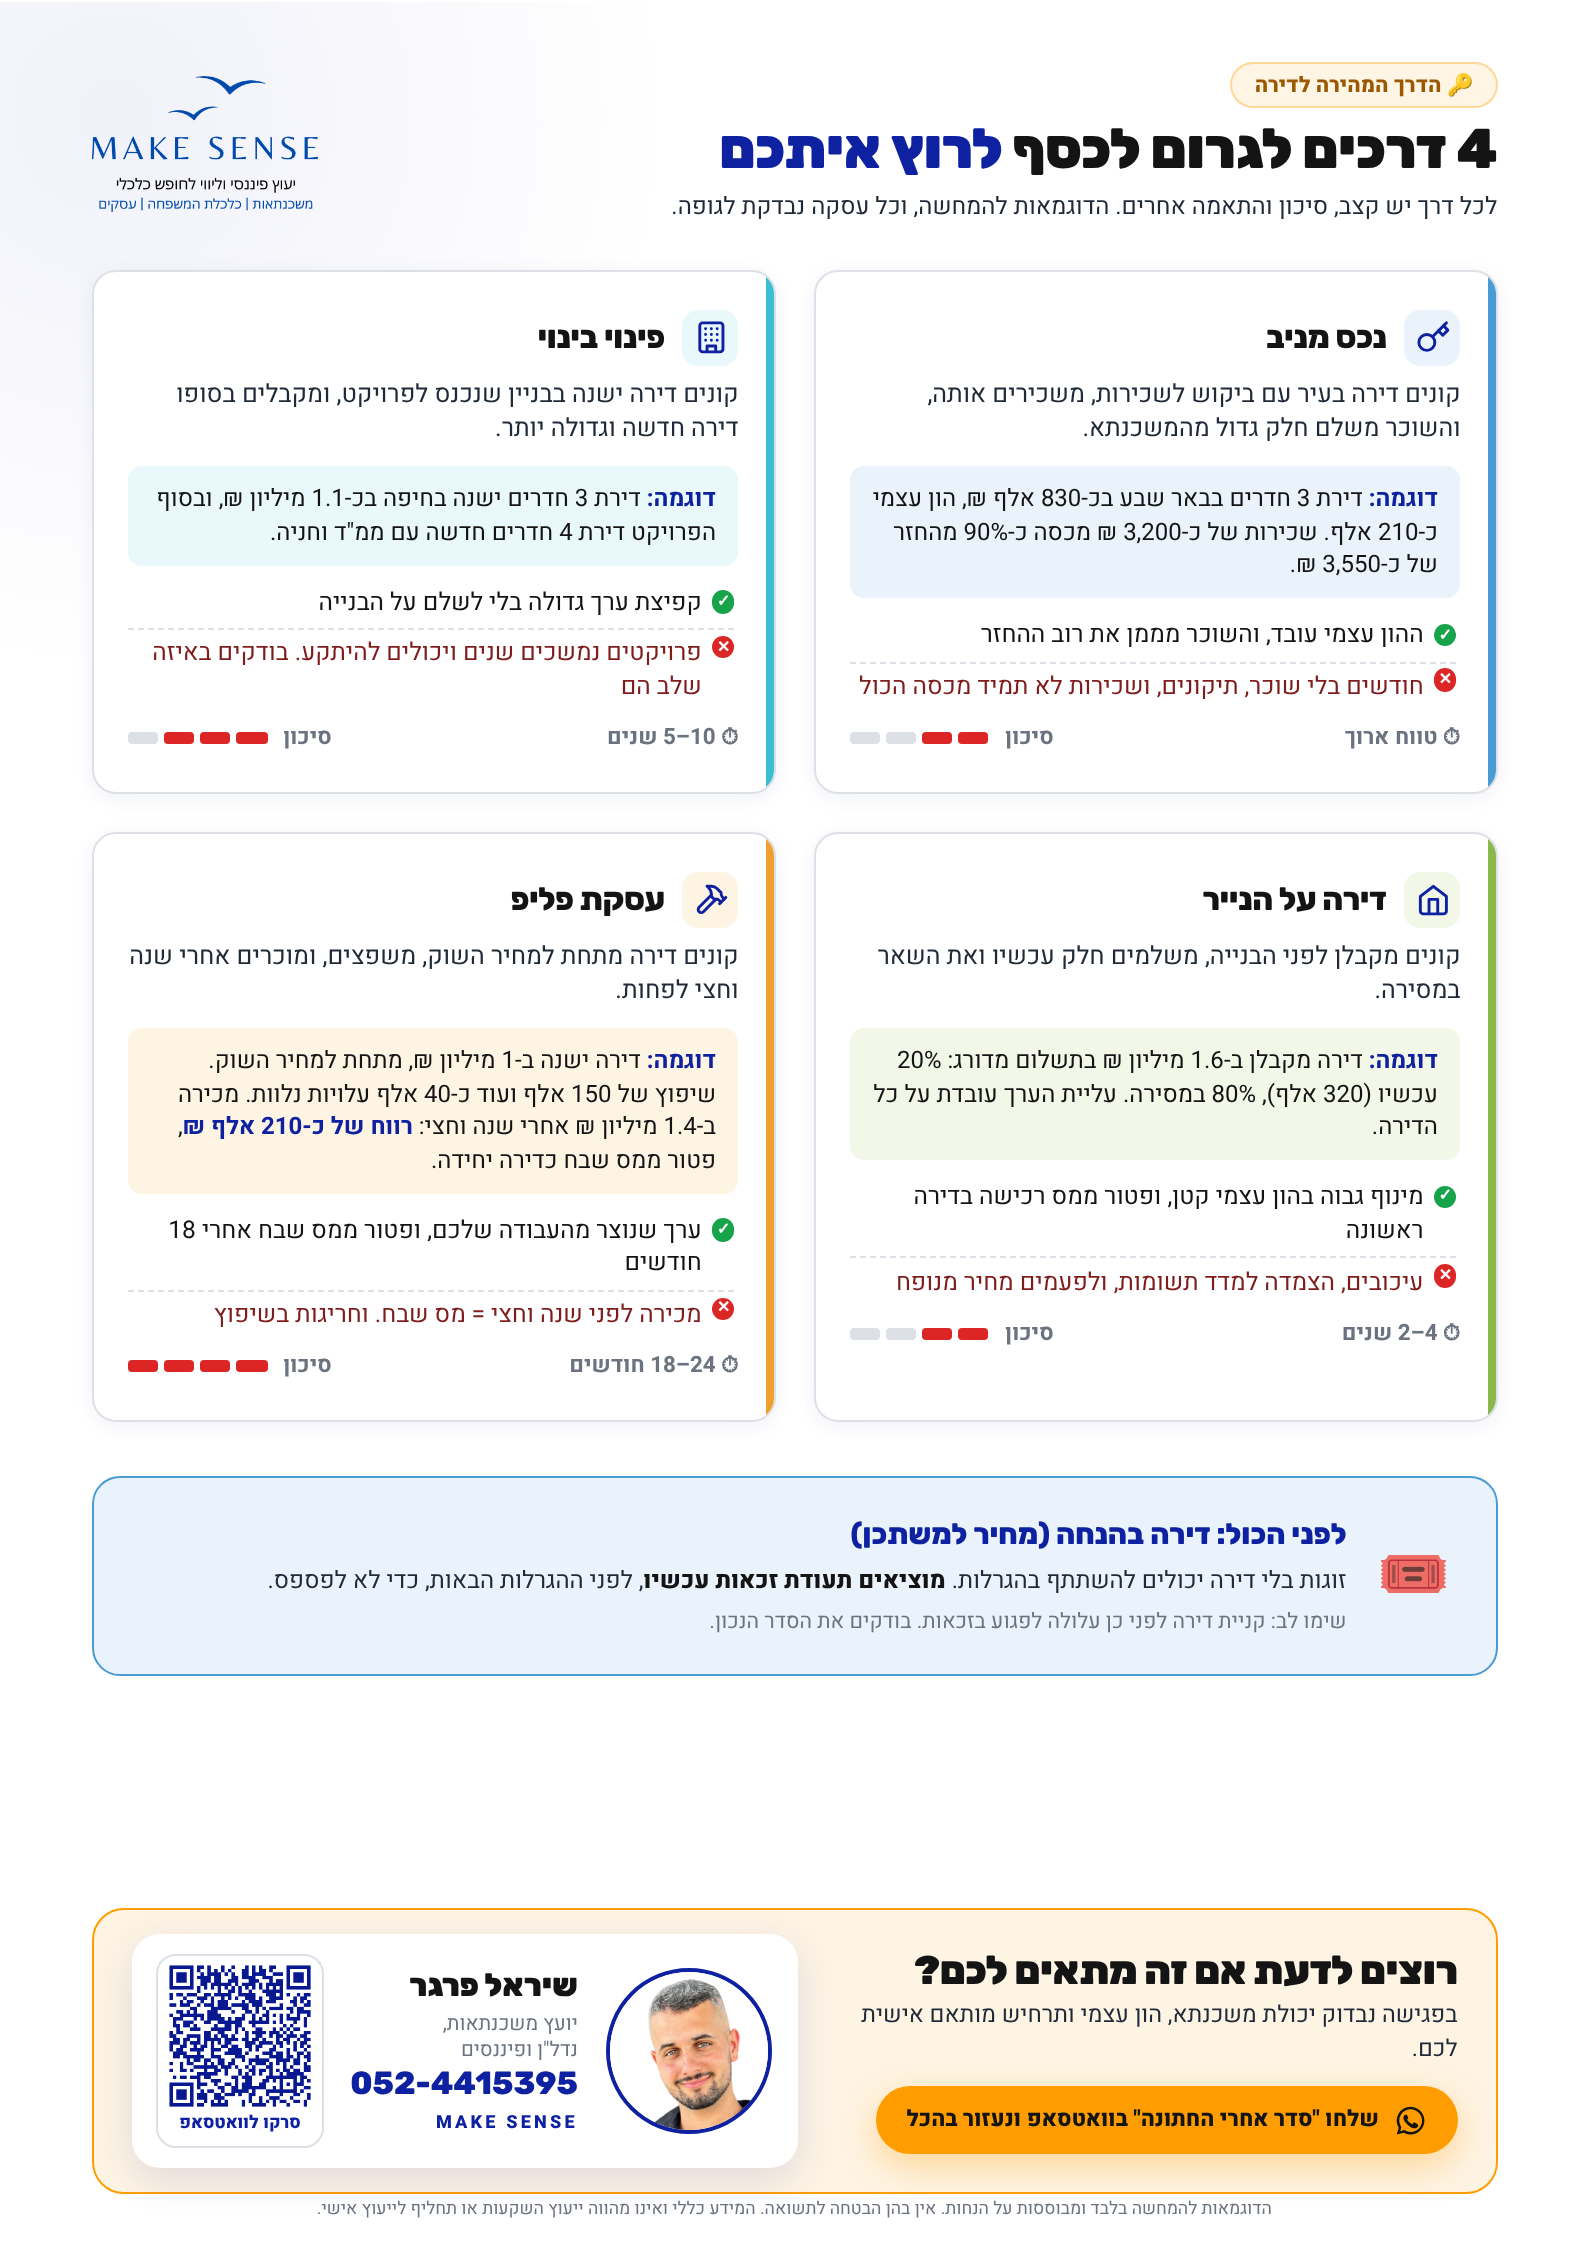 🔑 הדרך המהירה לדירה
4 דרכים לגרום לכסף לרוץ איתכם
לכל דרך יש קצב, סיכון והתאמה אחרים. הדוגמאות להמחשה, וכל עסקה נבדקת לגופה.
MAKE SENSE
יעוץ פיננסי וליווי לחופש כלכלי
משכנתאות | כלכלת המשפחה | עסקים
נכס מניב
קונים דירה בעיר עם ביקוש לשכירות, משכירים אותה,
והשוכר משלם חלק גדול מהמשכנתא.
דוגמה: דירת 3 חדרים בבאר שבע בכ-830 אלף ₪, הון עצמי
כ-210 אלף. שכירות של כ-3,200 ₪ מכסה כ-90% מהחזר
של כ-3,550 ₪.
ההון עצמי עובד, והשוכר מממן את רוב ההחזר
חודשים בלי שוכר, תיקונים, ושכירות לא תמיד מכסה הכול
⏱ טווח ארוך
סיכון
פינוי בינוי
קונים דירה ישנה בבניין שנכנס לפרויקט, ומקבלים בסופו
דירה חדשה וגדולה יותר.
דוגמה: דירת 3 חדרים ישנה בחיפה בכ-1.1 מיליון ₪, ובסוף
הפרויקט דירת 4 חדרים חדשה עם ממ"ד וחניה.
קפיצת ערך גדולה בלי לשלם על הבנייה
פרויקטים נמשכים שנים ויכולים להיתקע. בודקים באיזה
שלב הם
⏱ 5–10 שנים
סיכון
דירה על הנייר
קונים מקבלן לפני הבנייה, משלמים חלק עכשיו ואת השאר
במסירה.
דוגמה: דירה מקבלן ב-1.6 מיליון ₪ בתשלום מדורג: 20%
עכשיו (320 אלף), 80% במסירה. עליית הערך עובדת על כל
הדירה.
מינוף גבוה בהון עצמי קטן, ופטור ממס רכישה בדירה
ראשונה
עיכובים, הצמדה למדד תשומות, ולפעמים מחיר מנופח
⏱ 2–4 שנים
סיכון
עסקת פליפ
קונים דירה מתחת למחיר השוק, משפצים, ומוכרים אחרי שנה
וחצי לפחות.
דוגמה: דירה ישנה ב-1 מיליון ₪, מתחת למחיר השוק.
שיפוץ של 150 אלף ועוד כ-40 אלף עלויות נלוות. מכירה
ב-1.4 מיליון ₪ אחרי שנה וחצי: רווח של כ-210 אלף ₪,
פטור ממס שבח כדירה יחידה.
ערך שנוצר מהעבודה שלכם, ופטור ממס שבח אחרי 18
חודשים
מכירה לפני שנה וחצי = מס שבח. וחריגות בשיפוץ
⏱ 18–24 חודשים
סיכון
לפני הכול: דירה בהנחה (מחיר למשתכן)
זוגות בלי דירה יכולים להשתתף בהגרלות. מוציאים תעודת זכאות עכשיו, לפני ההגרלות הבאות, כדי לא לפספס.
שימו לב: קניית דירה לפני כן עלולה לפגוע בזכאות. בודקים את הסדר הנכון.
רוצים לדעת אם זה מתאים לכם?
בפגישה נבדוק יכולת משכנתא, הון עצמי ותרחיש מותאם אישית
לכם.
שלחו "סדר אחרי החתונה" בוואטסאפ ונעזור בהכל
שיראל פרגר
יועץ משכנתאות,
נדל"ן ופיננסים
052-4415395
MAKE SENSE
סרקו לוואטסאפ
הדוגמאות להמחשה בלבד ומבוססות על הנחות. אין בהן הבטחה לתשואה. המידע כללי ואינו מהווה ייעוץ השקעות או תחליף לייעוץ אישי.